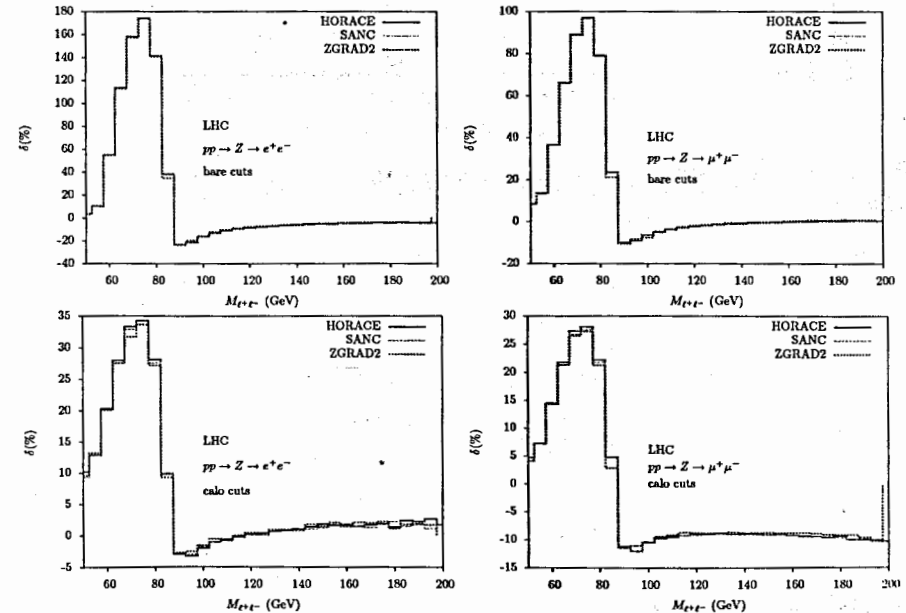 180
160
140
120
100
80
60
40
20
0
-20
-40
δ(%)
HORACE
SANC
ZGRAD2
LHC
pp → Z → e⁺e⁻
bare cuts
60 80 100 120 140 160 180 200
M_{ℓ⁺ℓ⁻} (GeV)
100
80
60
40
20
0
-20
δ(%)
HORACE
SANC
ZGRAD2
LHC
pp → Z → μ⁺μ⁻
bare cuts
60 80 100 120 140 160 180 200
M_{ℓ⁺ℓ⁻} (GeV)
35
30
25
20
15
10
5
0
-5
δ(%)
HORACE
SANC
ZGRAD2
LHC
pp → Z → e⁺e⁻
calo cuts
60 80 100 120 140 160 180 200
M_{ℓ⁺ℓ⁻} (GeV)
30
25
20
15
10
5
0
-5
-10
-15
δ(%)
HORACE
SANC
ZGRAD2
LHC
pp → Z → μ⁺μ⁻
calo cuts
60 80 100 120 140 160 180 200
M_{ℓ⁺ℓ⁻} (GeV)